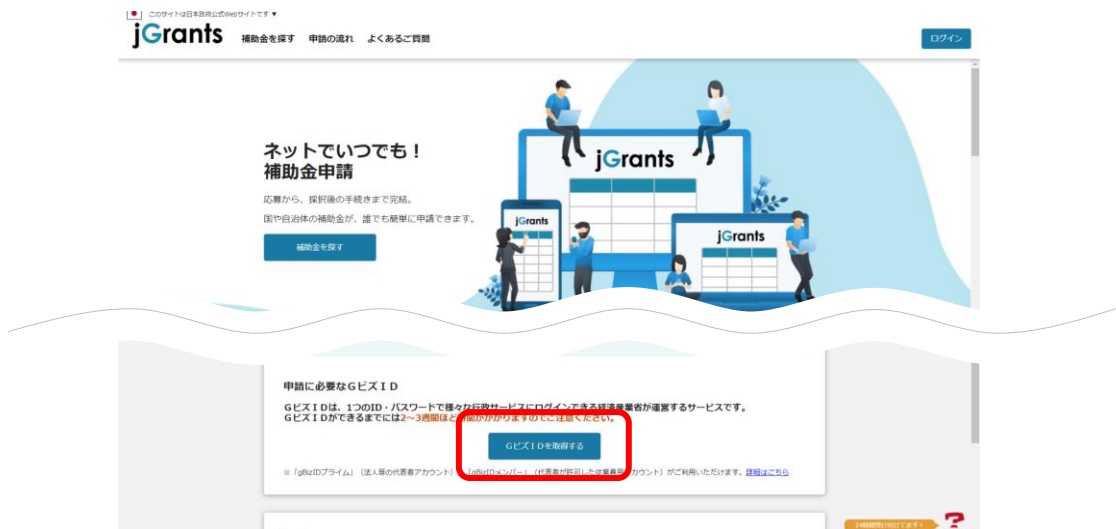 このサイトは日本政府公式Webサイトです ▼
jGrants 補助金を探す 申請の流れ よくあるご質問 ログイン
ネットでいつでも！
補助金申請
応募から、採択後の手続きまで完結。
国や自治体の補助金が、誰でも簡単に申請できます。
補助金を探す
jGrants
jGrants
jGrants
申請に必要なGビズID
GビズIDは、1つのID・パスワードで様々な行政サービスにログインできる経済産業省が運営するサービスです。
GビズIDができるまでには2～3週間ほど時間がかかりますのでご注意ください。
GビズIDを取得する
※「gBizIDプライム」（法人等の代表者アカウント）「gBizIDメンバー」（代表者が許可した従業員用アカウント）がご利用いただけます。詳細はこちら
24時間受け付けてます！